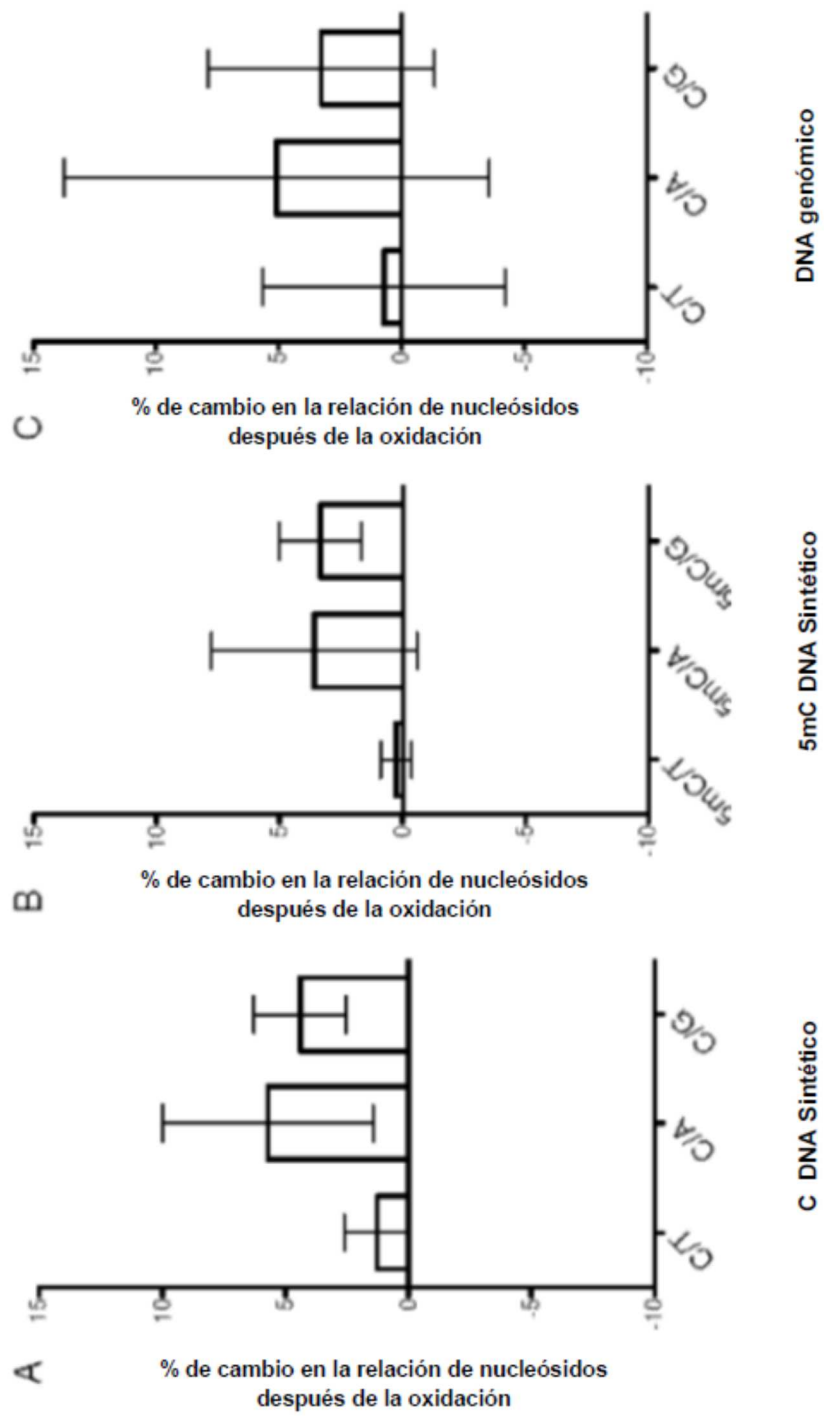 C
15
10
5
0
-5
-10
% de cambio en la relación de nucleósidos
después de la oxidación
C/T
C/A
C/G
DNA genómico
B
15
10
5
0
-5
-10
% de cambio en la relación de nucleósidos
después de la oxidación
5mC/T
5mC/A
5mC/G
5mC DNA Sintético
A
15
10
5
0
-5
-10
% de cambio en la relación de nucleósidos
después de la oxidación
C/T
C/A
C/G
C DNA Sintético